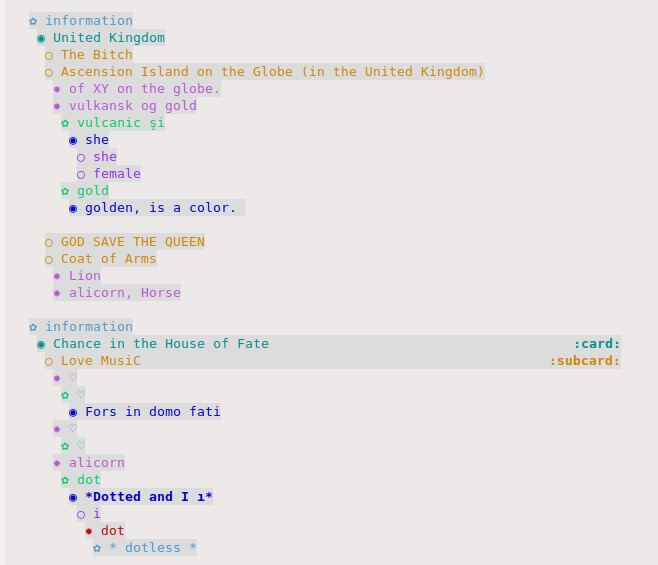 ✿ information
◉ United Kingdom
○ The Bitch
○ Ascension Island on the Globe (in the United Kingdom)
✸ of XY on the globe.
✸ vulkansk og gold
✿ vulcanic şi
◉ she
○ she
○ female
✿ gold
◉ golden, is a color.
○ GOD SAVE THE QUEEN
○ Coat of Arms
✸ Lion
✸ alicorn, Horse
✿ information
◉ Chance in the House of Fate :card:
○ Love MusiC :subcard:
✸ ♡
✿ ♡
◉ Fors in domo fati
✸ ♡
✿ ♡
✸ alicorn
✿ dot
◉ *Dotted and I ı*
○ i
✸ dot
✿ * dotless *